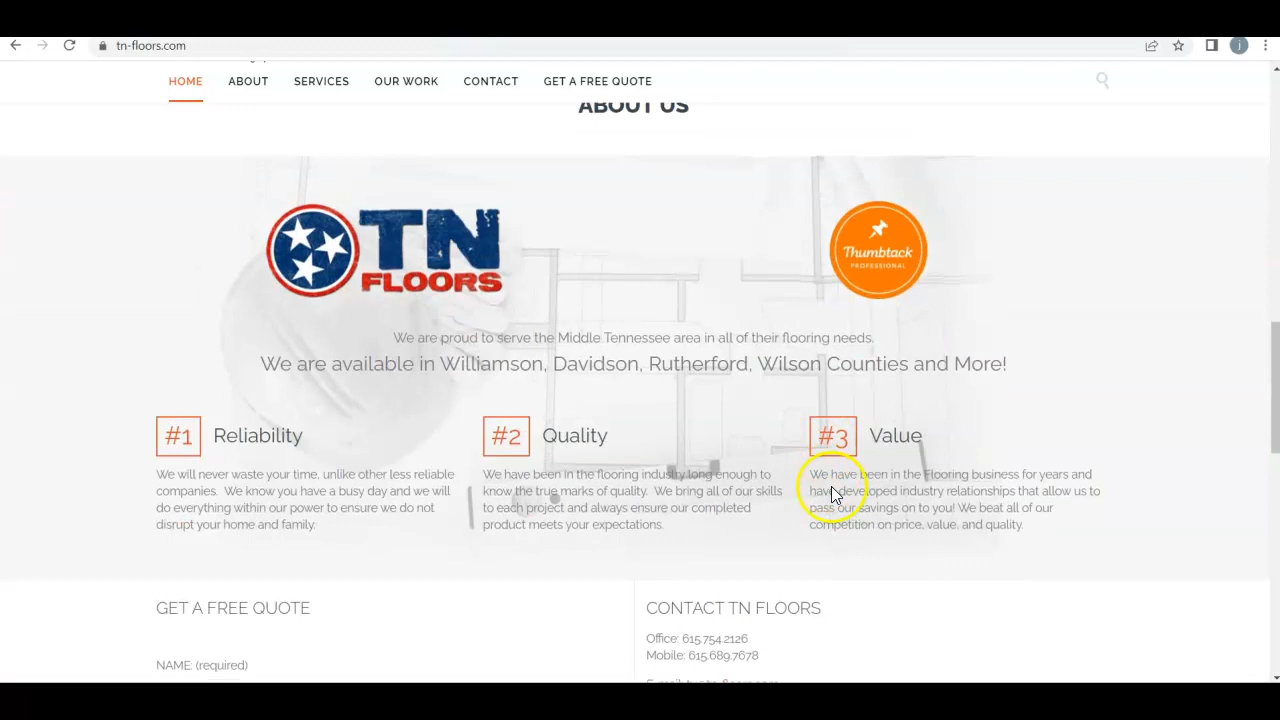 tn-floors.com
j
HOME ABOUT SERVICES OUR WORK CONTACT GET A FREE QUOTE
ABOUT US
TN
FLOORS
Thumbtack
PROFESSIONAL
We are proud to serve the Middle Tennessee area in all of their flooring needs.
We are available in Williamson, Davidson, Rutherford, Wilson Counties and More!
#1 Reliability
We will never waste your time, unlike other less reliable
companies. We know you have a busy day and we will
do everything within our power to ensure we do not
disrupt your home and family.
#2 Quality
We have been in the flooring industry long enough to
know the true marks of quality. We bring all of our skills
to each project and always ensure our completed
product meets your expectations.
#3 Value
We have been in the Flooring business for years and
have developed industry relationships that allow us to
pass our savings on to you! We beat all of our
competition on price, value, and quality.
GET A FREE QUOTE
NAME: (required)
CONTACT TN FLOORS
Office: 615.754.2126
Mobile: 615.689.7678